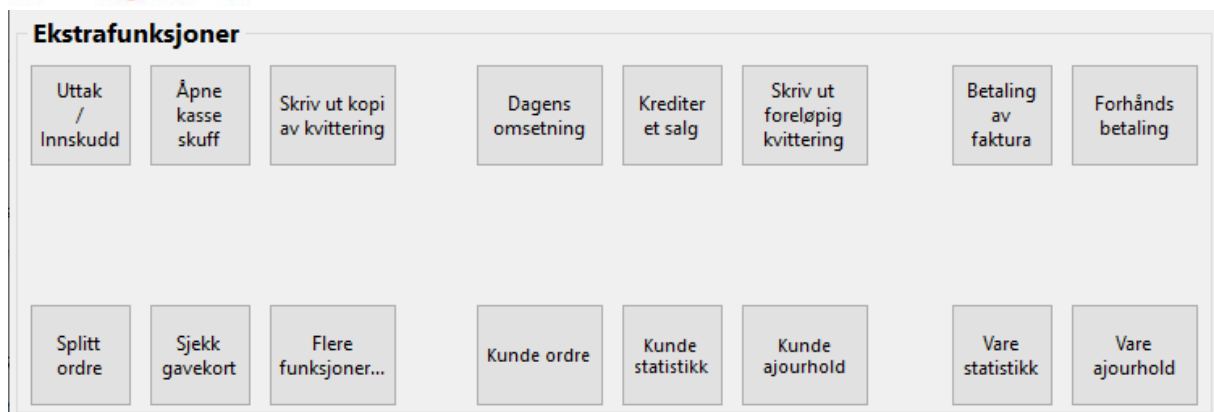 Ekstrafunksjoner
Uttak
/
Innskudd
Åpne
kasse
skuff
Skriv ut kopi
av kvittering
Dagens
omsetning
Krediter
et salg
Skriv ut
foreløpig
kvittering
Betaling
av
faktura
Forhånds
betaling
Splitt
ordre
Sjekk
gavekort
Flere
funksjoner...
Kunde ordre
Kunde
statistikk
Kunde
ajourhold
Vare
statistikk
Vare
ajourhold